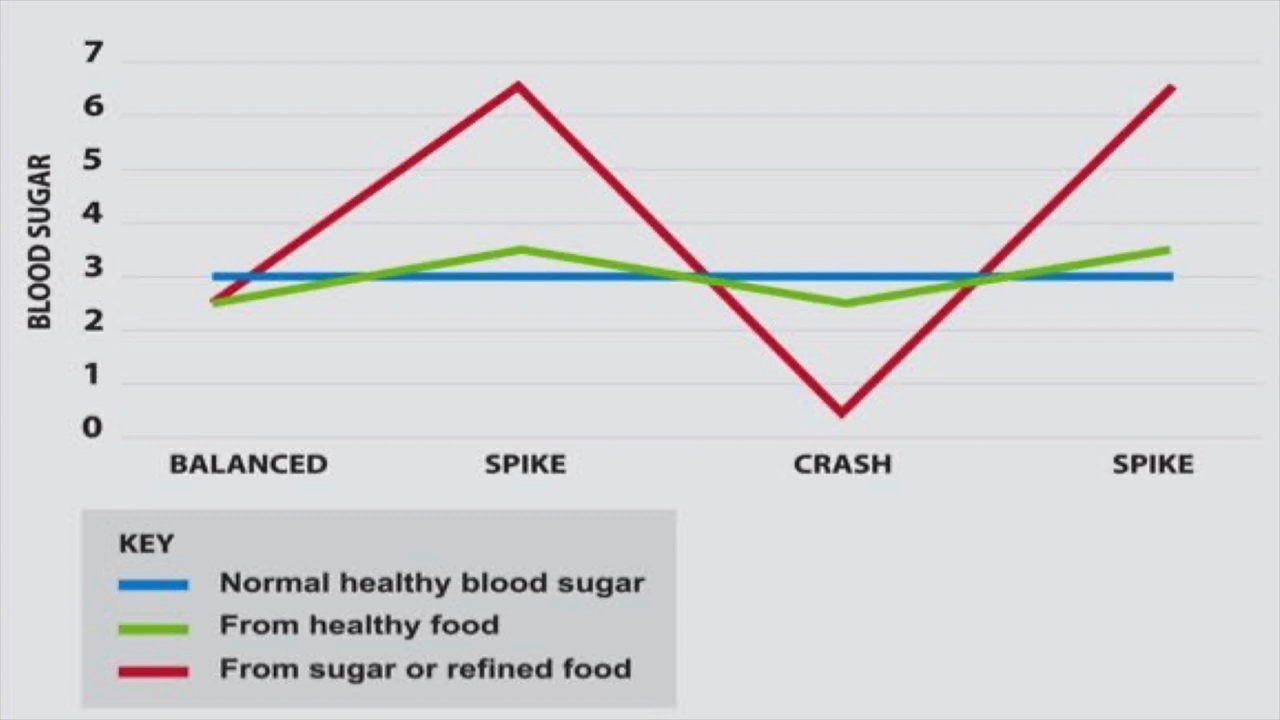 7
6
5
4
3
2
1
0
BLOOD SUGAR
BALANCED SPIKE CRASH SPIKE
KEY
Normal healthy blood sugar
From healthy food
From sugar or refined food